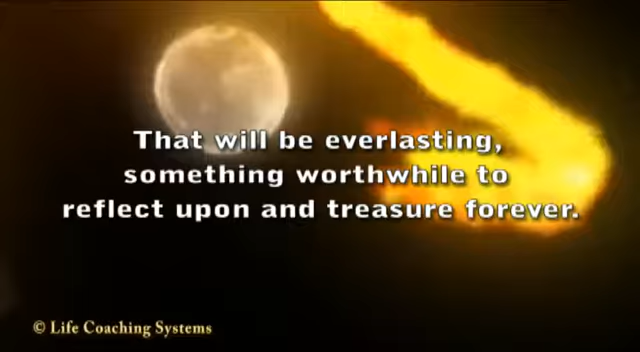 That will be everlasting,
something worthwhile to
reflect upon and treasure forever.
© Life Coaching Systems